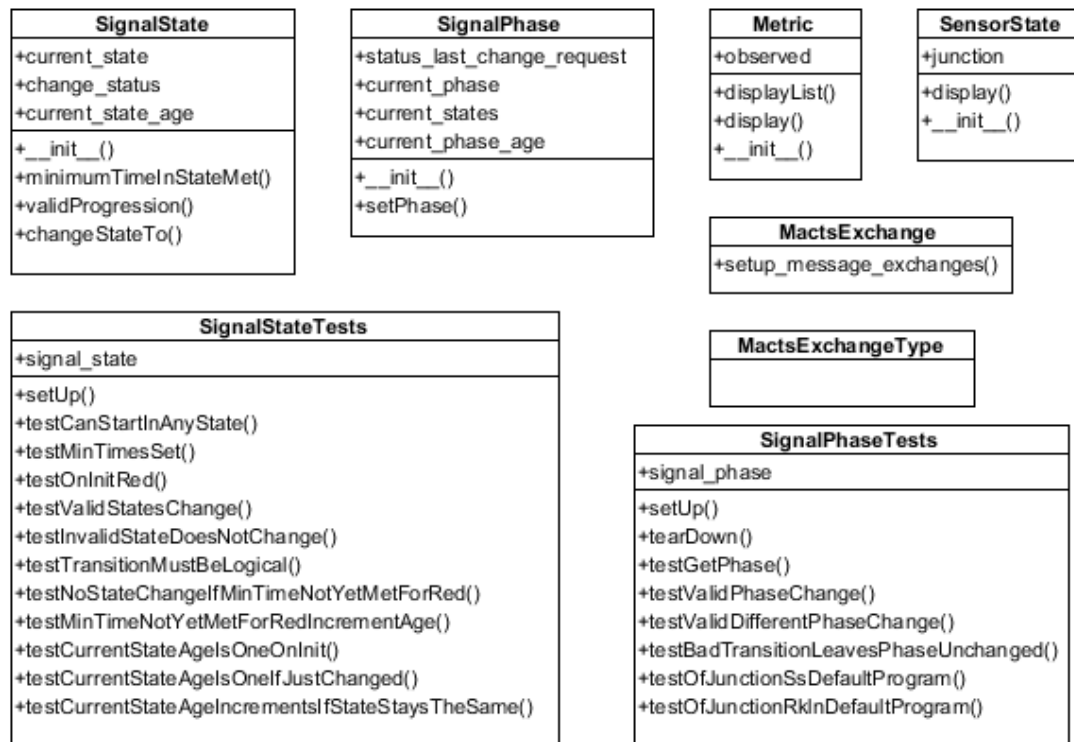 SignalState
+current_state
+change_status
+current_state_age
+__init__()
+minimumTimeInStateMet()
+validProgression()
+changeStateTo()
SignalPhase
+status_last_change_request
+current_phase
+current_states
+current_phase_age
+__init__()
+setPhase()
Metric
+observed
+displayList()
+display()
+__init__()
SensorState
+junction
+display()
+__init__()
MactsExchange
+setup_message_exchanges()
MactsExchangeType
SignalStateTests
+signal_state
+setUp()
+testCanStartInAnyState()
+testMinTimesSet()
+testOnInitRed()
+testValidStatesChange()
+testInvalidStateDoesNotChange()
+testTransitionMustBeLogical()
+testNoStateChangeIfMinTimeNotYetMetForRed()
+testMinTimeNotYetMetForRedIncrementAge()
+testCurrentStateAgeIsOneOnInit()
+testCurrentStateAgeIsOneIfJustChanged()
+testCurrentStateAgeIncrementsIfStateStaysTheSame()
SignalPhaseTests
+signal_phase
+setUp()
+tearDown()
+testGetPhase()
+testValidPhaseChange()
+testValidDifferentPhaseChange()
+testBadTransitionLeavesPhaseUnchanged()
+testOfJunctionSsDefaultProgram()
+testOfJunctionRkInDefaultProgram()